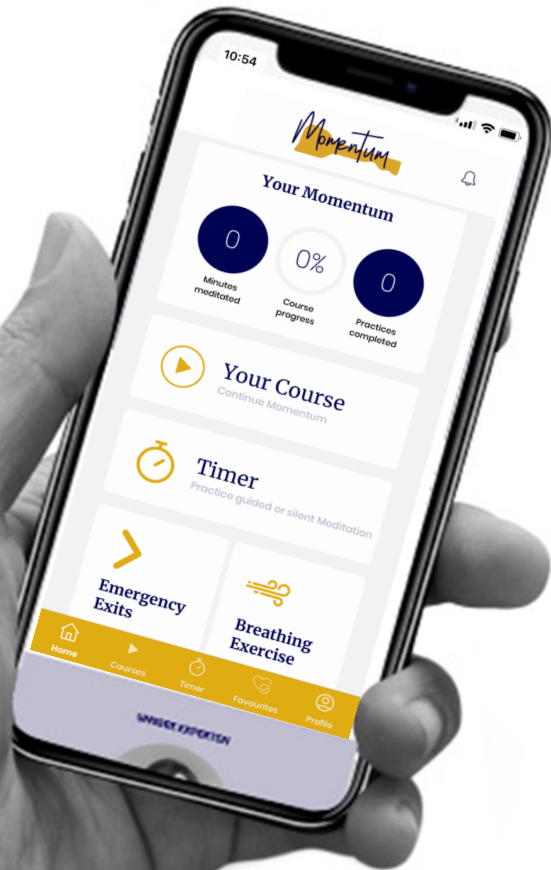 10:54
Momentum
Your Momentum
0
0%
0
Minutes
meditated
Course
progress
Practices
completed
Your Course
Continue Momentum
Timer
Practice guided or silent Meditation
Emergency
Exits
Breathing
Exercise
Home
Courses
Timer
Favourites
Profile